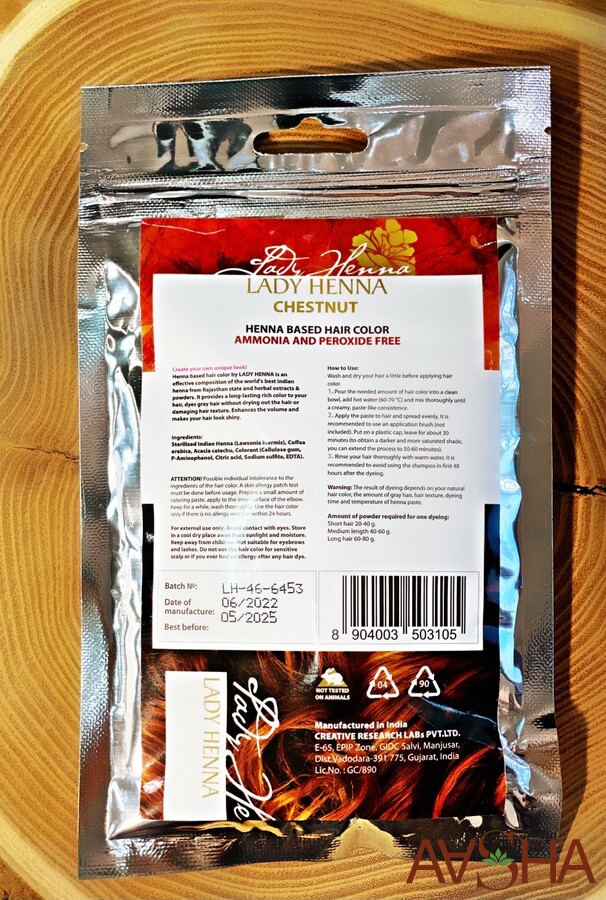 Lady Henna
LADY HENNA
CHESTNUT
HENNA BASED HAIR COLOR
AMMONIA AND PEROXIDE FREE
Create your own unique look!
Henna based hair color by LADY HENNA is an
effective composition of the world's best Indian
henna from Rajasthan state and herbal extracts &
powders. It provides a long-lasting rich color to your
hair, dyes gray hair without drying out the hair or
damaging hair texture. Enhances the volume and
makes your hair look shiny.
Ingredients:
Sterilized Indian Henna (Lawsonia inermis), Coffea
arabica, Acacia catechu, Colorant (Cellulose gum,
P-Aminophenol, Citric acid, Sodium sulfite, EDTA).
ATTENTION! Possible individual intolerance to the
ingredients of the hair color. A skin allergy patch test
must be done before usage. Prepare a small amount of
coloring paste, apply to the inner surface of the elbow.
Keep for a while, wash thoroughly. Use the hair color
only if there is no allergy reaction within 24 hours.
For external use only. Avoid contact with eyes. Store
in a cool dry place away from sunlight and moisture.
Keep away from children. Not suitable for eyebrows
and lashes. Do not use the hair color for sensitive
scalp or if you ever had an allergy after any hair dye.
How to Use:
Wash and dry your hair a little before applying hair
color.
1. Pour the needed amount of hair color into a clean
bowl, add hot water (60-70 °C) and mix thoroughly until
a creamy, paste-like consistence.
2. Apply the paste to hair and spread evenly. It is
recommended to use an application brush (not
included). Put on a plastic cap, leave for about 30
minutes (to obtain a darker and more saturated shade,
you can extend the process to 50-60 minutes).
3. Rinse your hair thoroughly with warm water. It is
recommended to avoid using the shampoo in first 48
hours after the dyeing.
Warning: The result of dyeing depends on your natural
hair color, the amount of gray hair, hair texture, dyeing
time and temperature of henna paste.
Amount of powder required for one dyeing:
Short hair 20-40 g.
Medium length 40-60 g.
Long hair 60-80 g.
Batch №: LH-46-6453
Date of
manufacture: 06/2022
Best before: 05/2025
8 904003 503105
NOT TESTED
ON ANIMALS
04
90
LADY HENNA
Lady He
Manufactured in India
CREATIVE RESEARCH LABs PVT.LTD.
E-65, EPIP Zone, GIDC Salvi, Manjusar,
Dist.Vadodara-391 775, Gujarat, India
Lic.No. : GC/890
AASHA